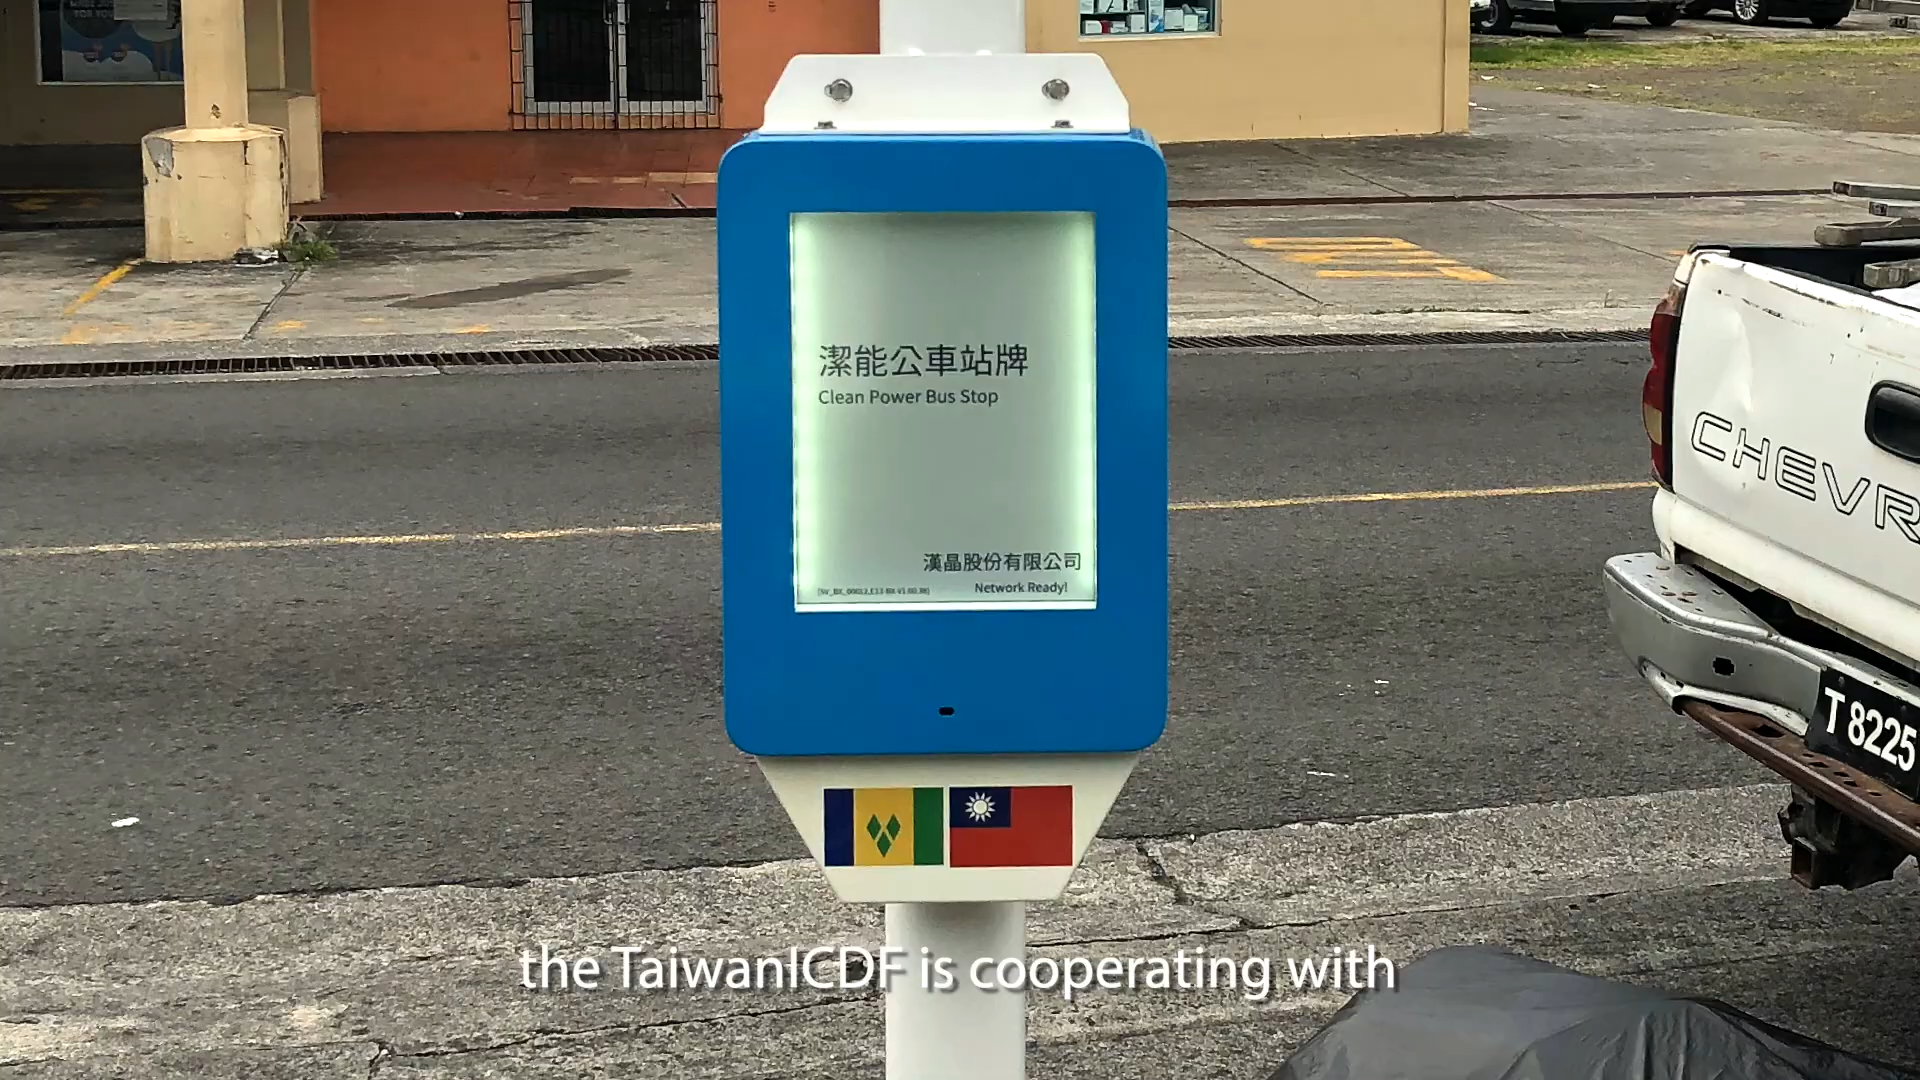 潔能公車站牌
Clean Power Bus Stop
漢晶股份有限公司
Network Ready!
CHEVR
T 8225
the TaiwanICDF is cooperating with